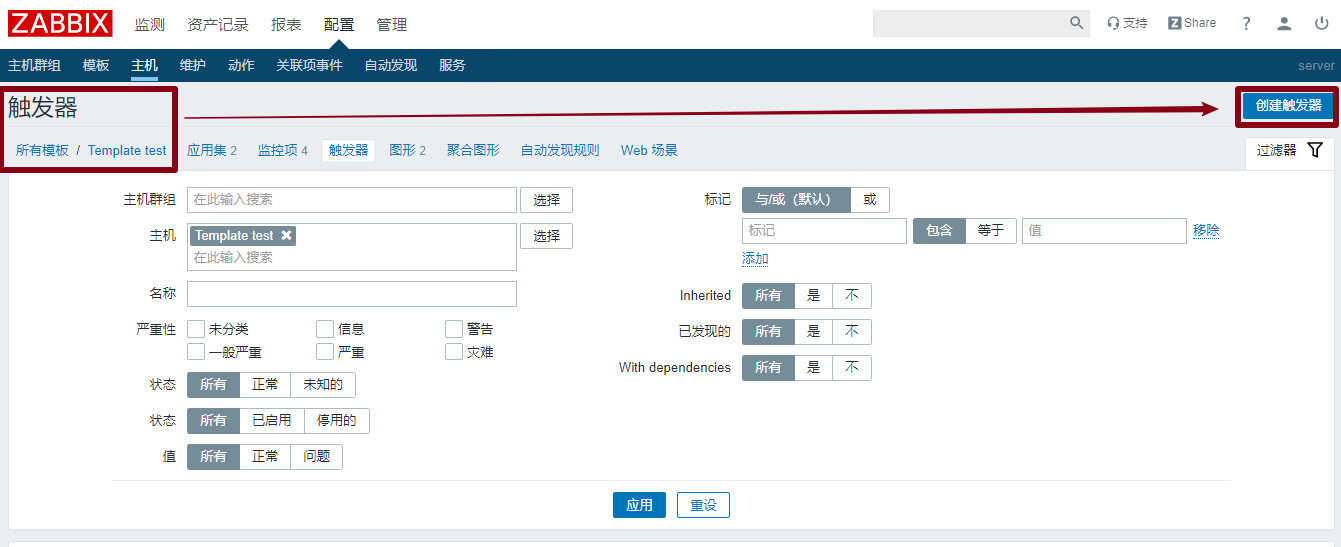 ZABBIX 监测 资产记录 报表 配置 管理 支持 Z Share ?
主机群组 模板 主机 维护 动作 关联项事件 自动发现 服务 server
触发器 创建触发器
所有模板 / Template test 应用集 2 监控项 4 触发器 图形 2 聚合图形 自动发现规则 Web 场景 过滤器
主机群组 在此输入搜索 选择 标记 与/或（默认） 或
标记 包含 等于 值 移除
主机 Template test 选择
在此输入搜索 添加
名称 Inherited 所有 是 不
严重性 未分类 信息 警告 已发现的 所有 是 不
一般严重 严重 灾难
With dependencies 所有 是 不
状态 所有 正常 未知的
状态 所有 已启用 停用的
值 所有 正常 问题
应用 重设